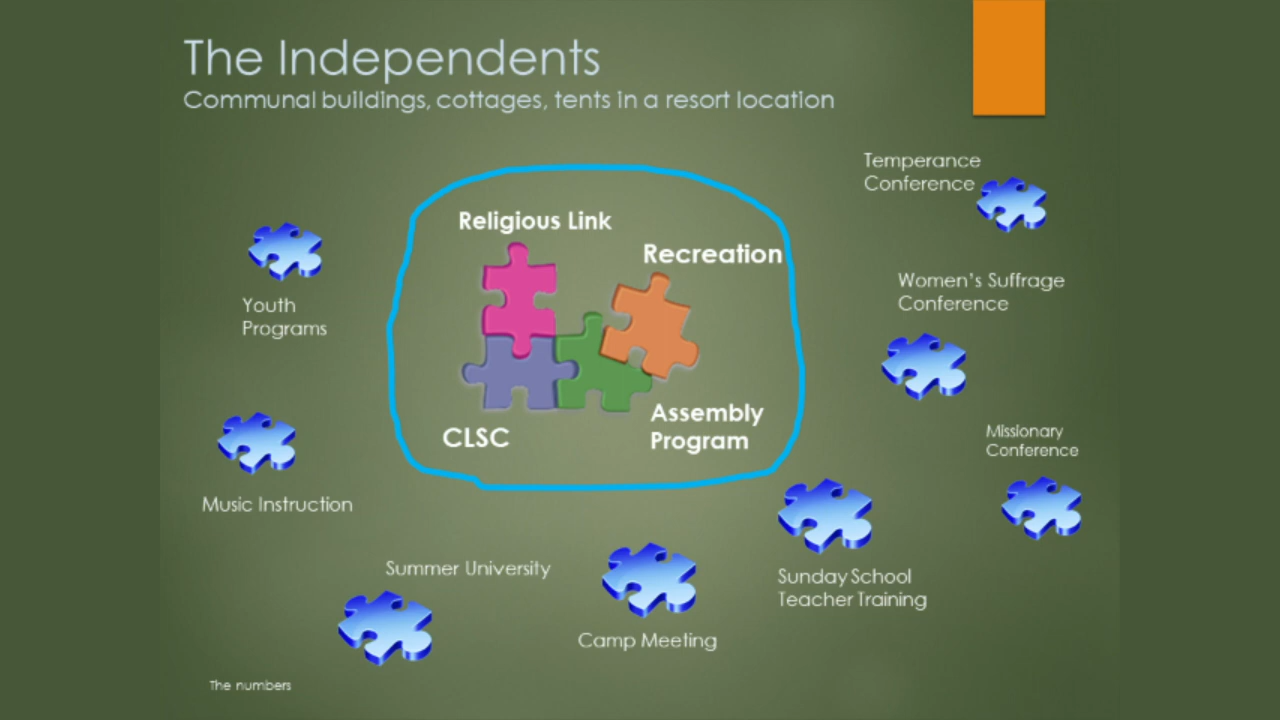 The Independents
Communal buildings, cottages, tents in a resort location
Temperance
Conference
Religious Link
Recreation
Women's Suffrage
Conference
Youth
Programs
Assembly
Program
CLSC
Missionary
Conference
Music Instruction
Summer University
Sunday School
Teacher Training
Camp Meeting
The numbers